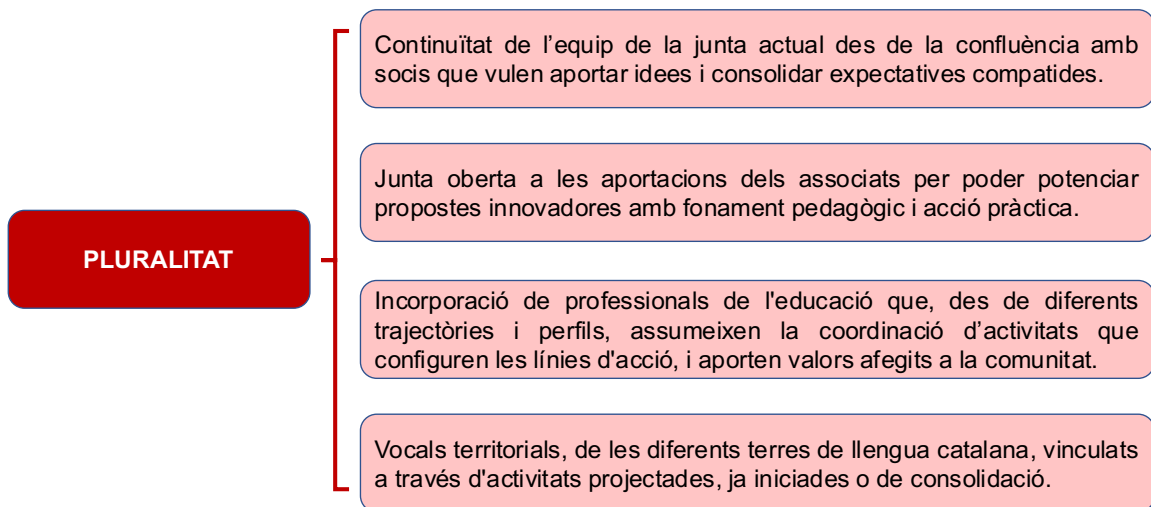 PLURALITAT
Continuïtat de l’equip de la junta actual des de la confluència amb
socis que vulen aportar idees i consolidar expectatives compatides.
Junta oberta a les aportacions dels associats per poder potenciar
propostes innovadores amb fonament pedagògic i acció pràctica.
Incorporació de professionals de l'educació que, des de diferents
trajectòries i perfils, assumeixen la coordinació d’activitats que
configuren les línies d'acció, i aporten valors afegits a la comunitat.
Vocals territorials, de les diferents terres de llengua catalana, vinculats
a través d'activitats projectades, ja iniciades o de consolidació.